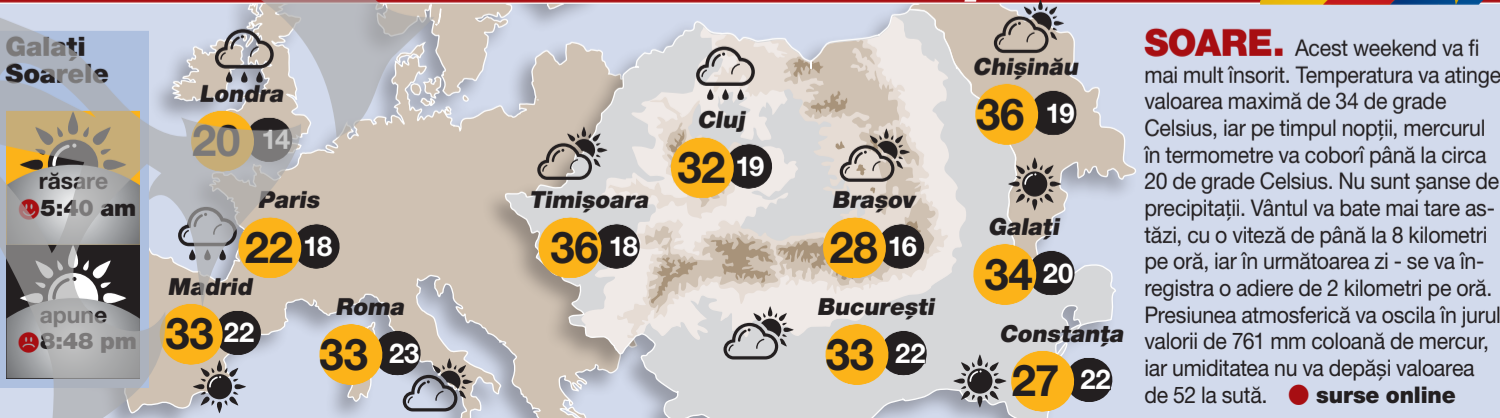 Galați
Soarele
răsare
5:40 am
apune
8:48 pm
Londra
20 14
Paris
22 18
Madrid
33 22
Roma
33 23
Timișoara
36 18
Cluj
32 19
Brașov
28 16
București
33 22
Chișinău
36 19
Galați
34 20
Constanța
27 22
SOARE. Acest weekend va fi
mai mult însorit. Temperatura va atinge
valoarea maximă de 34 de grade
Celsius, iar pe timpul nopții, mercurul
în termometre va coborî până la circa
20 de grade Celsius. Nu sunt șanse de
precipitații. Vântul va bate mai tare as-
tăzi, cu o viteză de până la 8 kilometri
pe oră, iar în următoarea zi - se va în-
registra o adiere de 2 kilometri pe oră.
Presiunea atmosferică va oscila în jurul
valorii de 761 mm coloană de mercur,
iar umiditatea nu va depăși valoarea
de 52 la sută. ● surse online